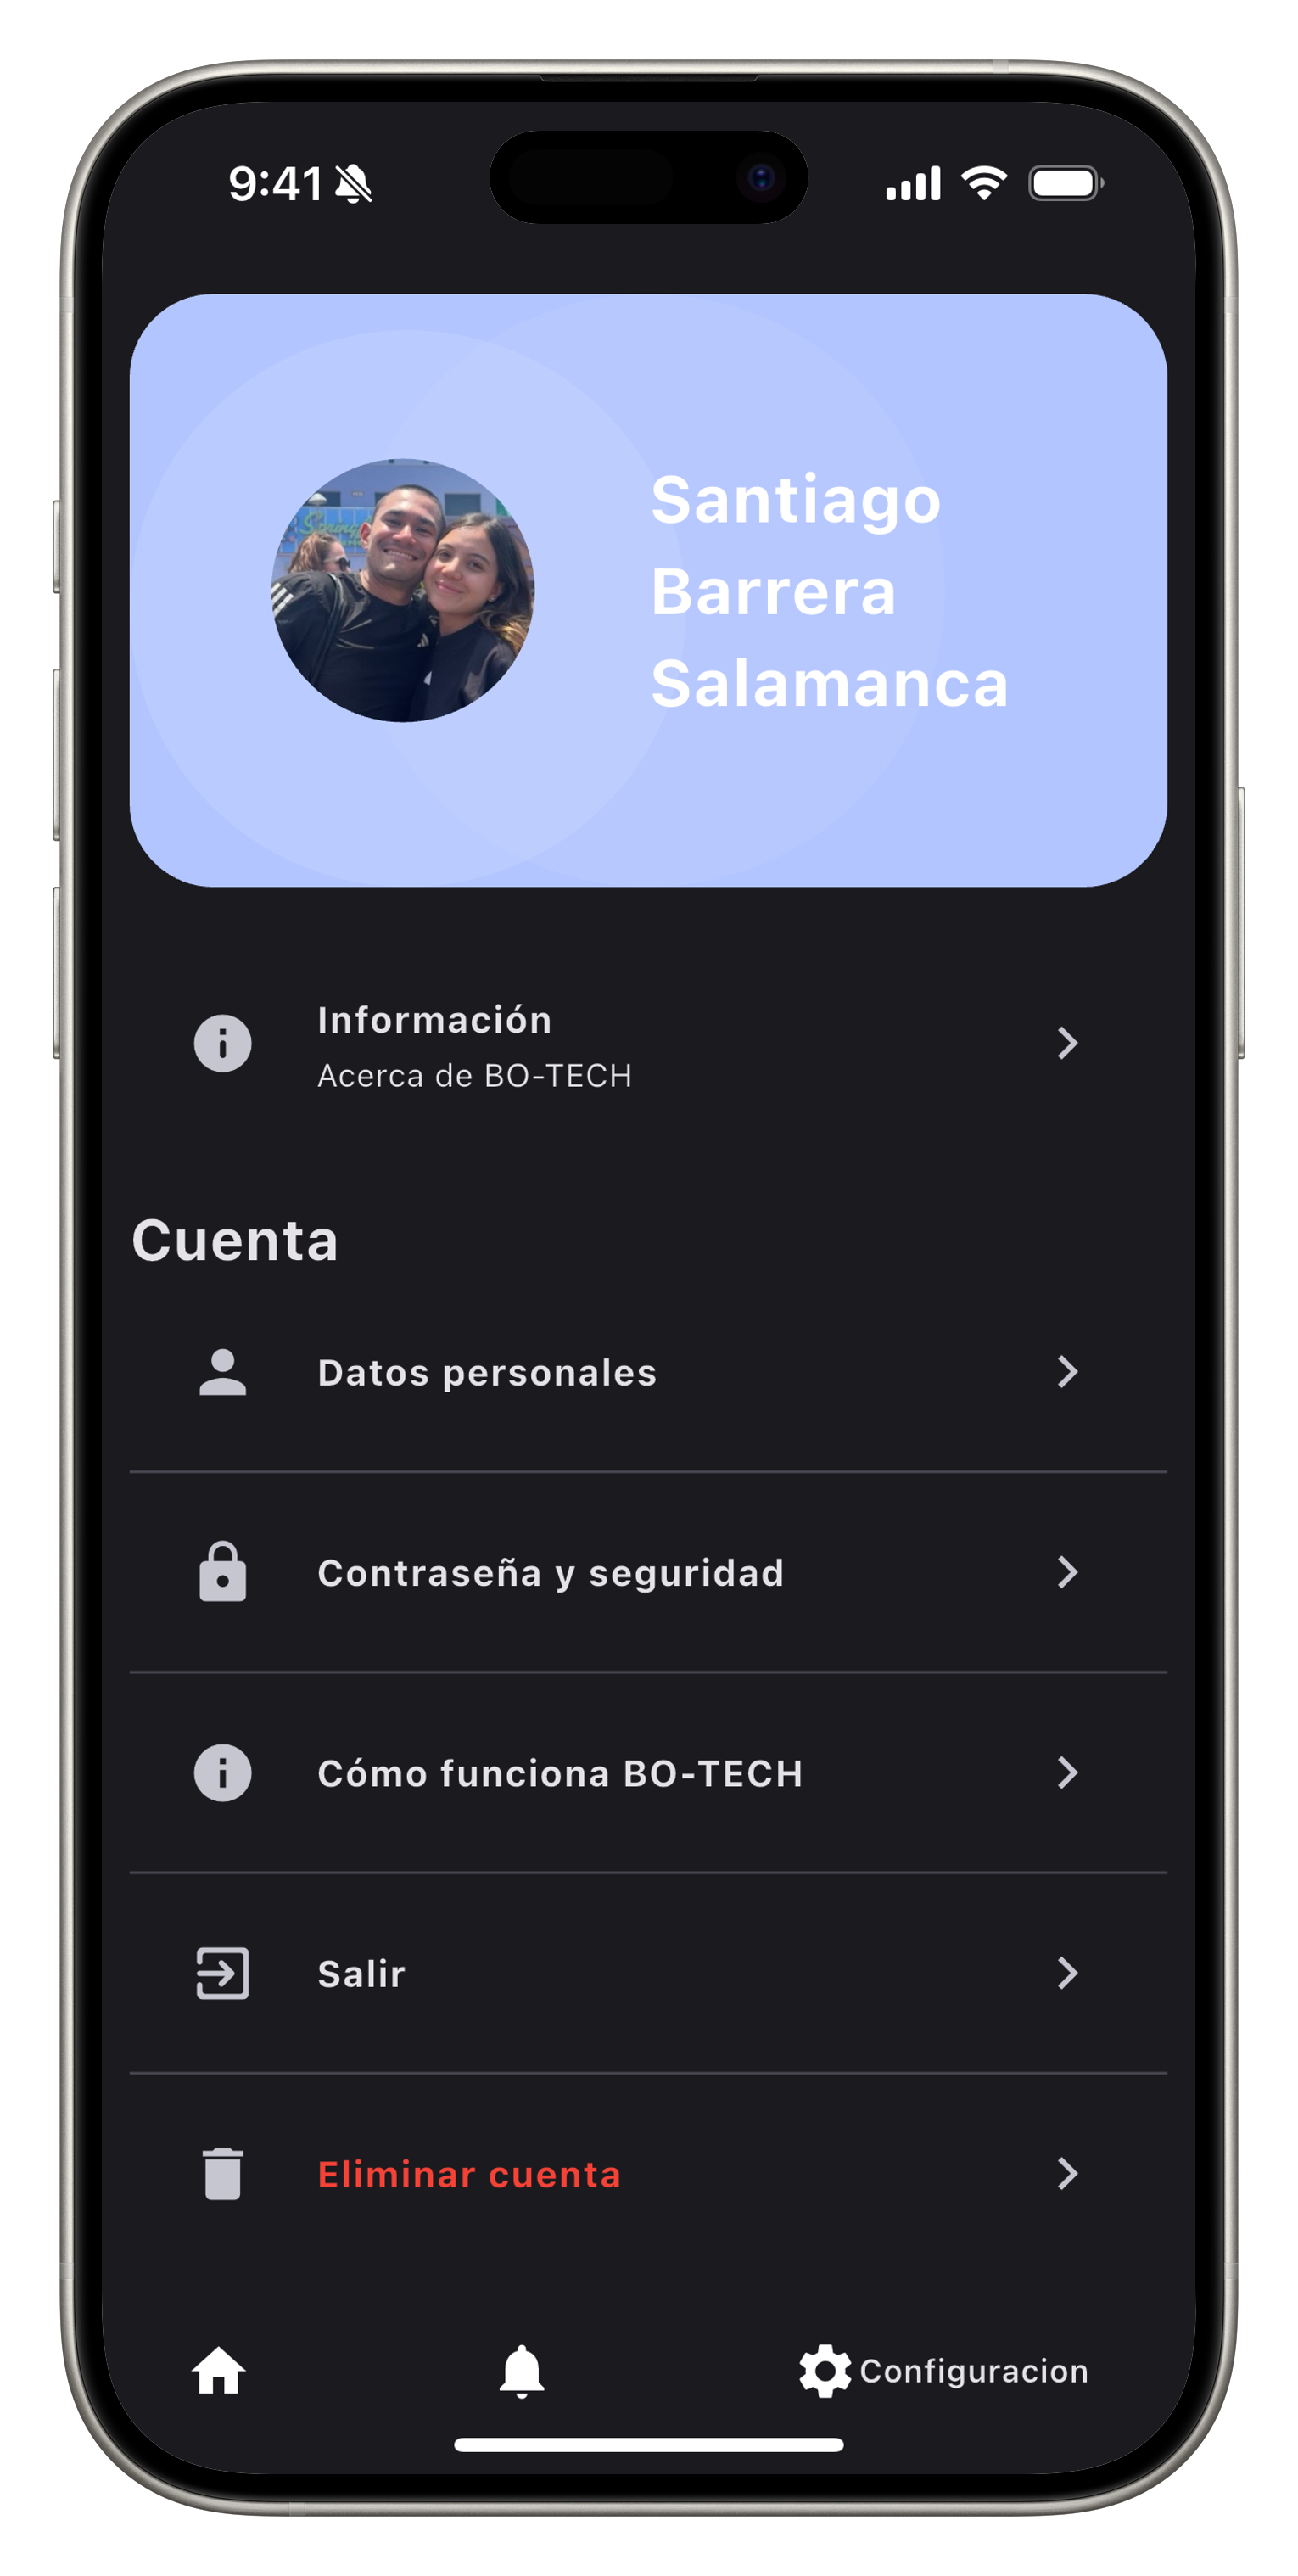 9:41
Santiago
Barrera
Salamanca
Información
Acerca de BO-TECH
Cuenta
Datos personales
Contraseña y seguridad
Cómo funciona BO-TECH
Salir
Eliminar cuenta
Configuracion